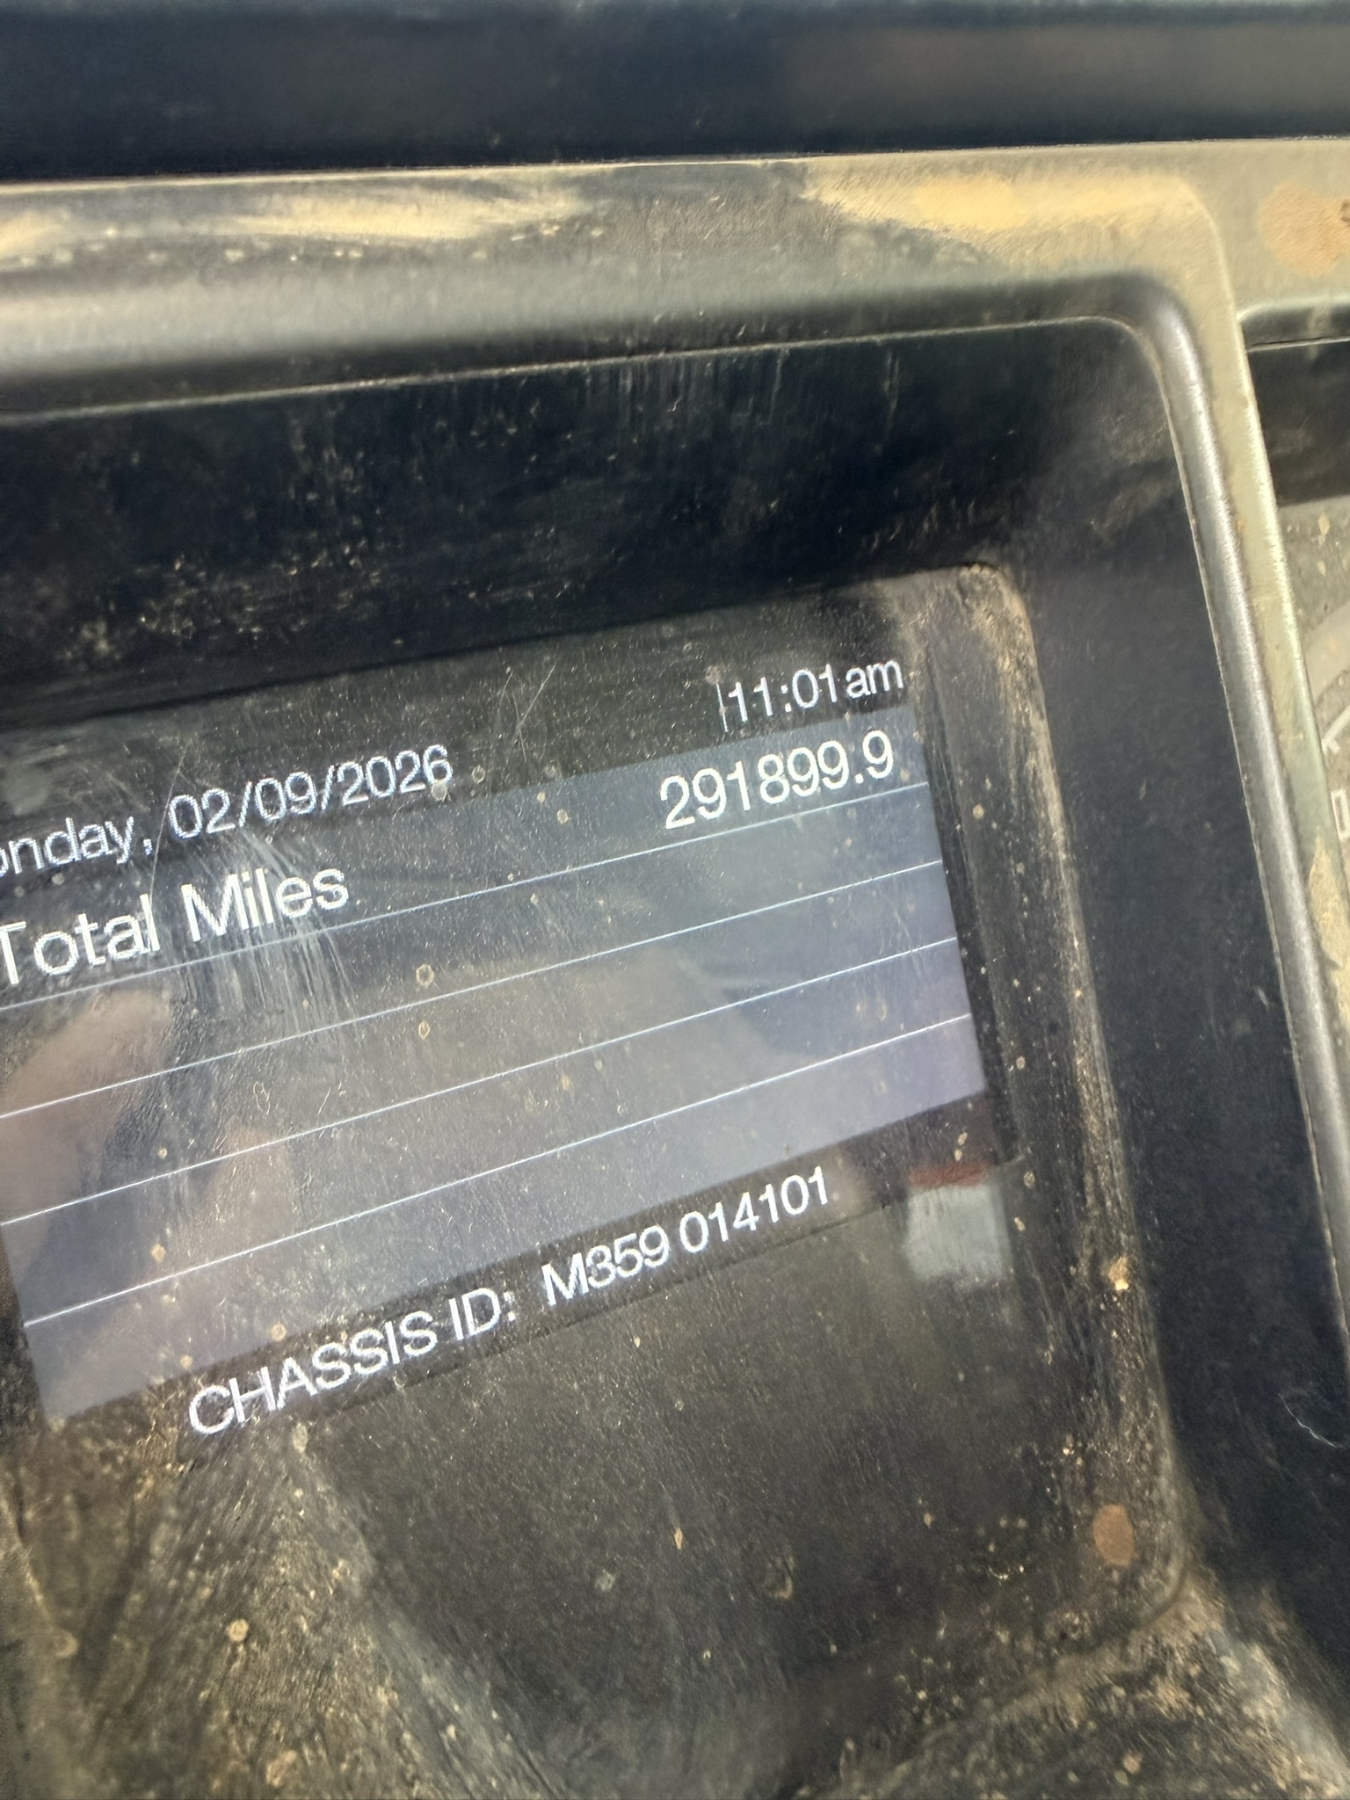 onday, 02/09/2026 11:01am
Total Miles 291899.9
CHASSIS ID: M359 014101